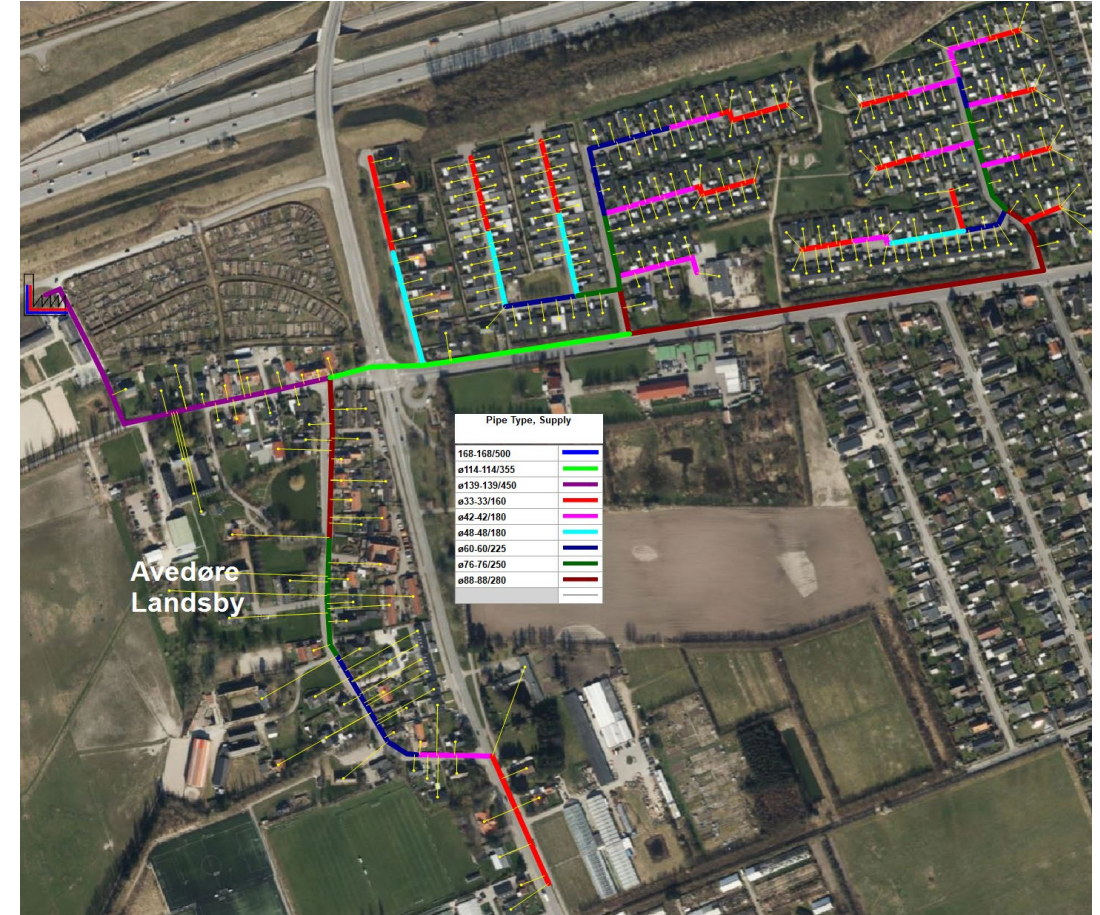 Pipe Type, Supply
168-168/500
ø114-114/355
ø139-139/450
ø33-33/160
ø42-42/180
ø48-48/180
ø60-60/225
ø76-76/250
ø88-88/280
Avedøre
Landsby